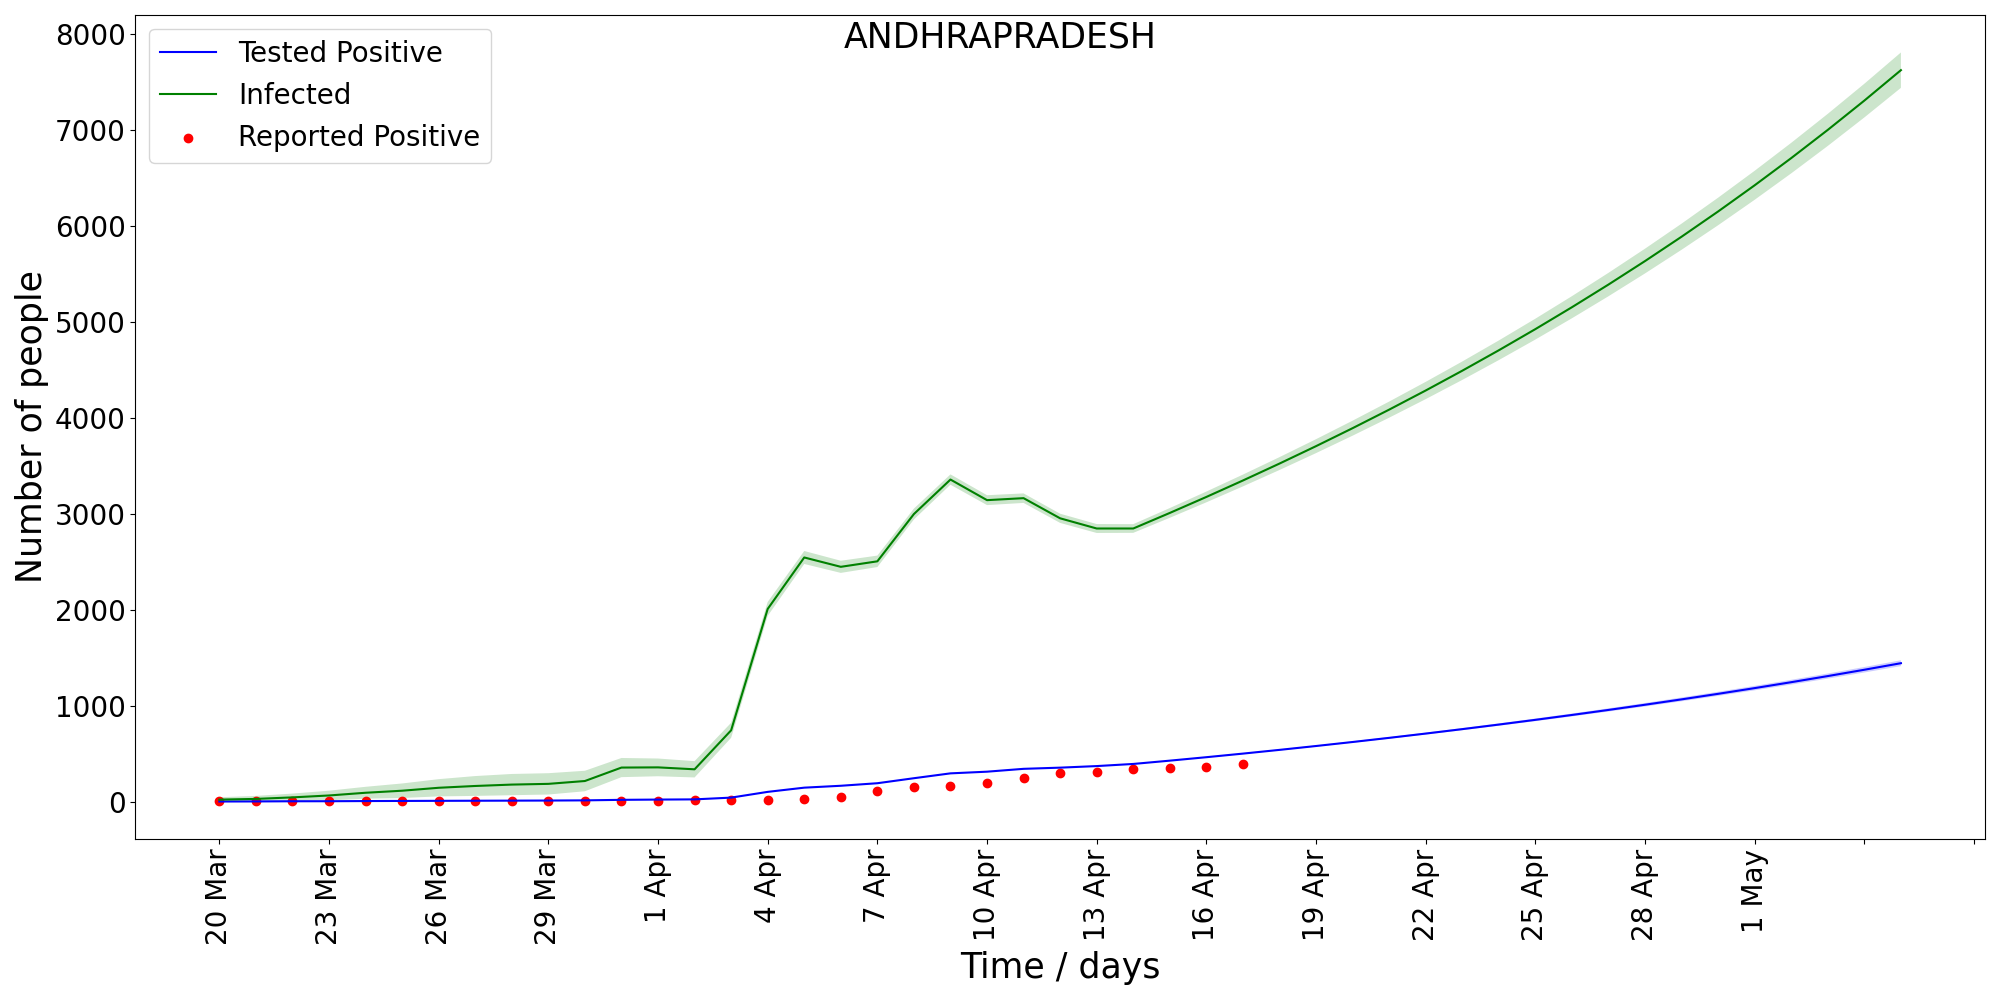 ANDHRAPRADESH
Tested Positive
Infected
Reported Positive
Number of people
8000
7000
6000
5000
4000
3000
2000
1000
0
20 Mar
23 Mar
26 Mar
29 Mar
1 Apr
4 Apr
7 Apr
10 Apr
13 Apr
16 Apr
19 Apr
22 Apr
25 Apr
28 Apr
1 May
Time / days